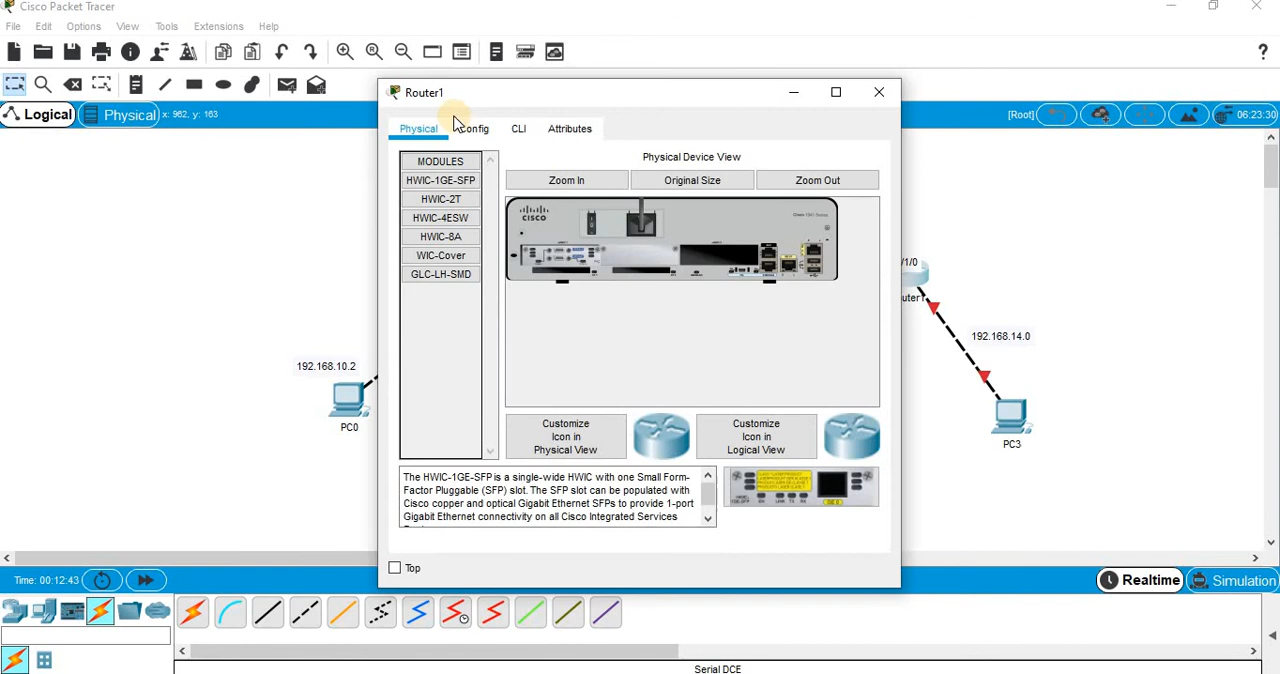 Cisco Packet Tracer
File Edit Options View Tools Extensions Help
Logical Physical x: 962, y: 163 [Root] 06:23:30
Router1
Physical Config CLI Attributes
MODULES
HWIC-1GE-SFP
HWIC-2T
HWIC-4ESW
HWIC-8A
WIC-Cover
GLC-LH-SMD
Physical Device View
Zoom In Original Size Zoom Out
CISCO
Customize
Icon in
Physical View
Customize
Icon in
Logical View
The HWIC-1GE-SFP is a single-wide HWIC with one Small Form-
Factor Pluggable (SFP) slot. The SFP slot can be populated with
Cisco copper and optical Gigabit Ethernet SFPs to provide 1-port
Gigabit Ethernet connectivity on all Cisco Integrated Services
Top
192.168.10.2
PC0
/1/0
outer1
192.168.14.0
PC3
Time: 00:12:43 Realtime Simulation
Serial DCE